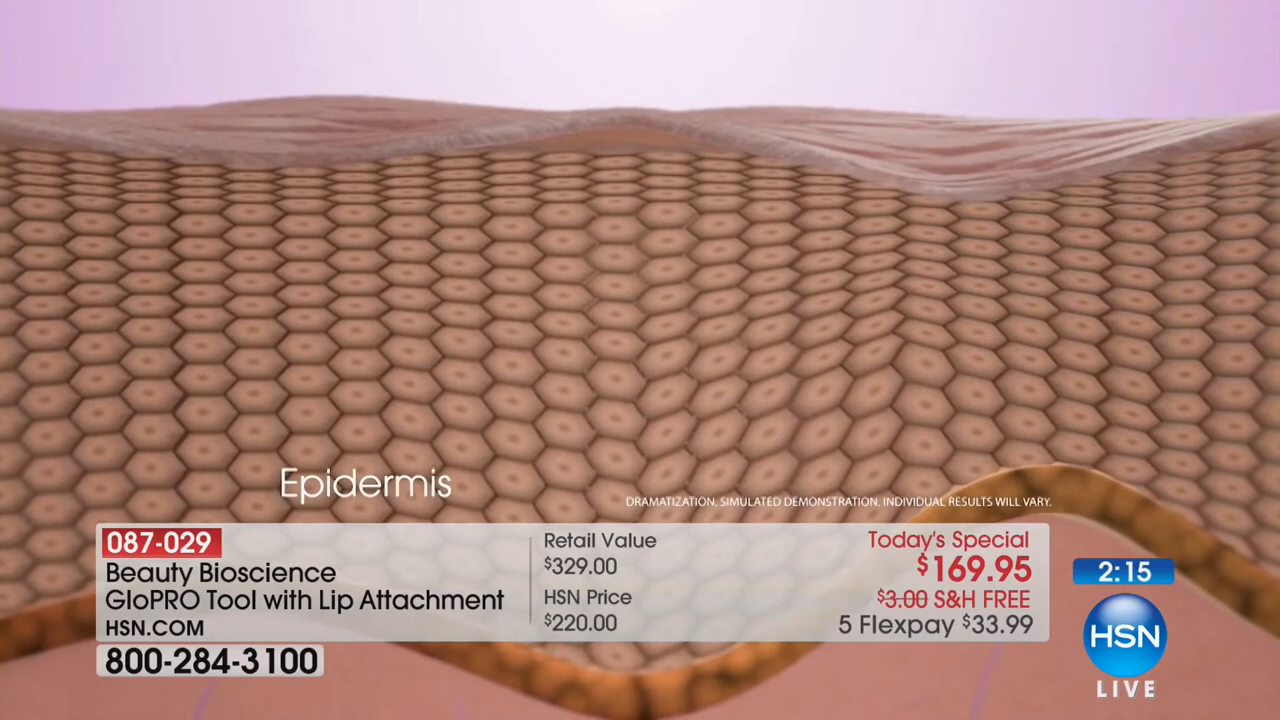 Epidermis
DRAMATIZATION. SIMULATED DEMONSTRATION. INDIVIDUAL RESULTS WILL VARY.
087-029
Beauty Bioscience
GloPRO Tool with Lip Attachment
HSN.COM
800-284-3100
Retail Value
$329.00
HSN Price
$220.00
Today's Special
$169.95
$3.00 S&H FREE
5 Flexpay $33.99
2:15
HSN
LIVE